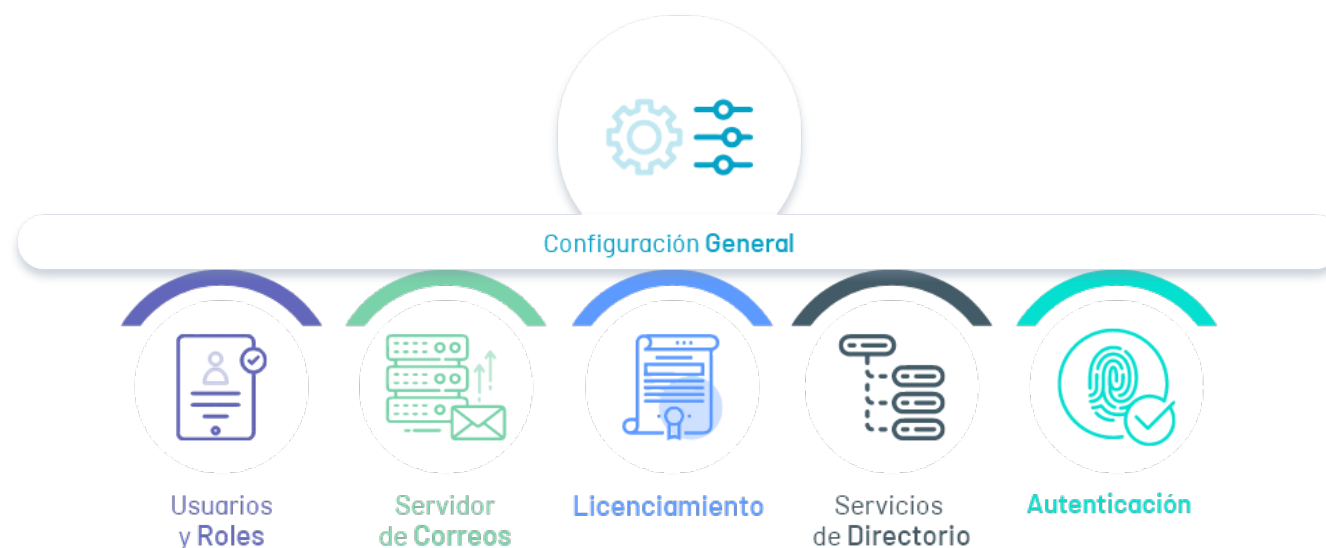 Configuración General
Usuarios
y Roles
Servidor
de Correos
Licenciamiento
Servicios
de Directorio
Autenticación